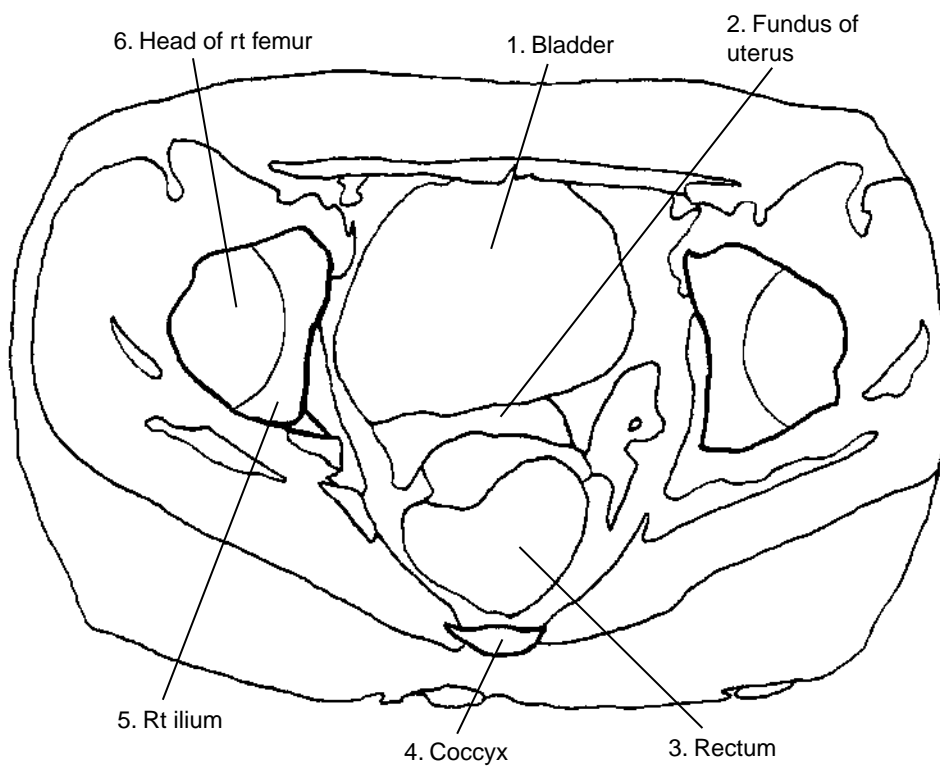 6. Head of rt femur
1. Bladder
2. Fundus of
uterus
5. Rt ilium
4. Coccyx
3. Rectum